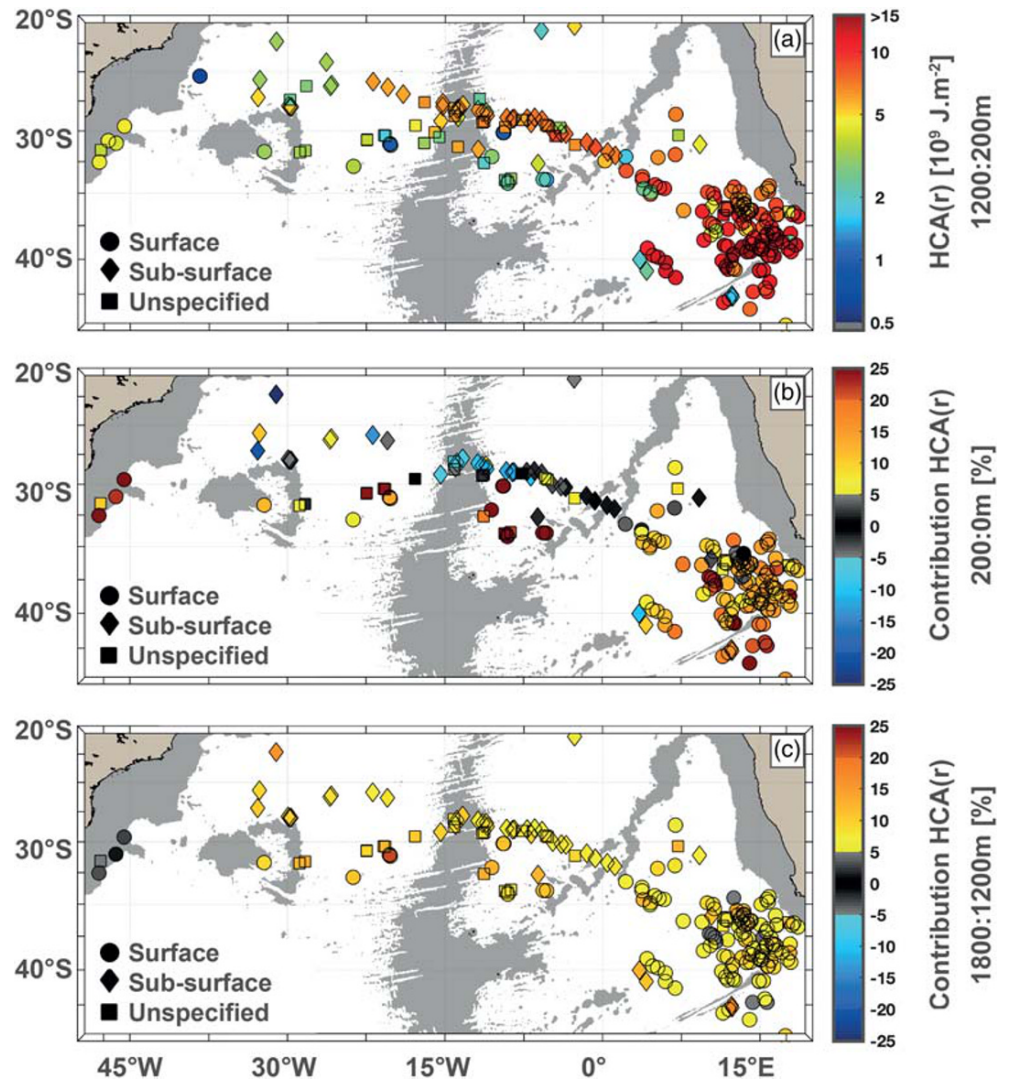 20°S
30°S
40°S
(a)
Surface
Sub-surface
Unspecified
>15
10
5
2
1
0.5
HCA(r) [10⁹ J.m⁻²]
1200:200m
20°S
30°S
40°S
(b)
Surface
Sub-surface
Unspecified
25
20
15
10
5
0
-5
-10
-15
-20
-25
Contribution HCA(r)
200:0m [%]
20°S
30°S
40°S
(c)
Surface
Sub-surface
Unspecified
25
20
15
10
5
0
-5
-10
-15
-20
-25
Contribution HCA(r)
1800:1200m [%]
45°W
30°W
15°W
0°
15°E